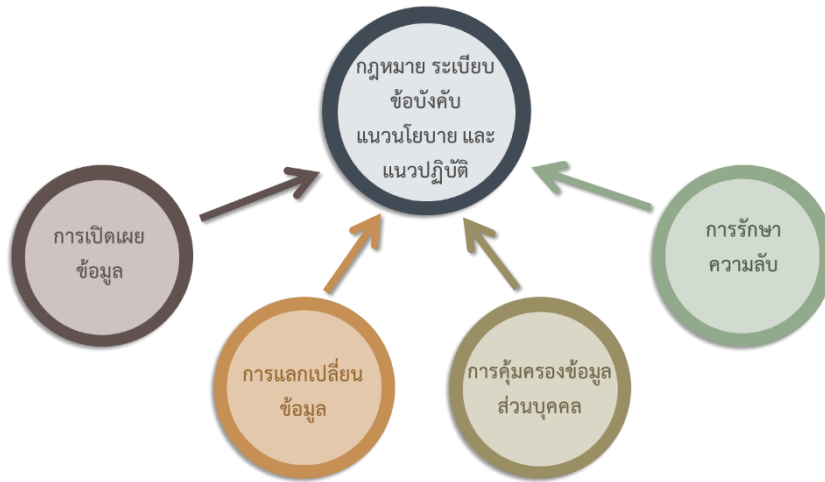 กฎหมาย ระเบียบ
ข้อบังคับ
แนวนโยบาย และ
แนวปฏิบัติ
การเปิดเผย
ข้อมูล
การแลกเปลี่ยน
ข้อมูล
การคุ้มครองข้อมูล
ส่วนบุคคล
การรักษา
ความลับ